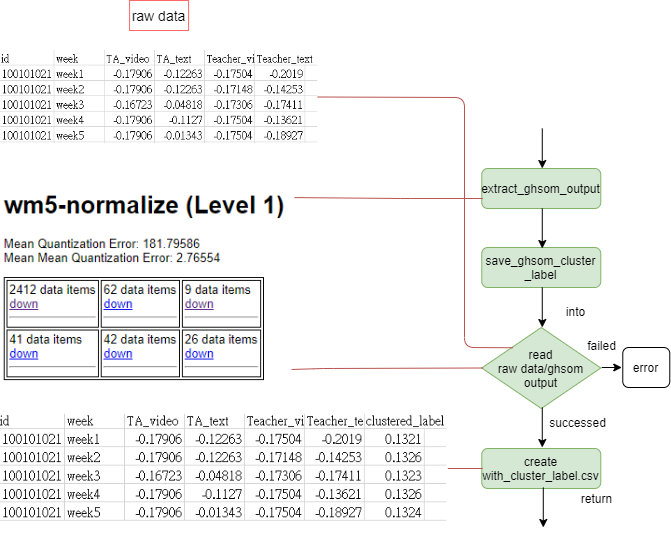 raw data
id week TA_video TA_text Teacher_vi Teacher_text
100101021 week1 -0.17906 -0.12263 -0.17504 -0.2019
100101021 week2 -0.17906 -0.12263 -0.17148 -0.14253
100101021 week3 -0.16723 -0.04818 -0.17306 -0.17411
100101021 week4 -0.17906 -0.1127 -0.17504 -0.13621
100101021 week5 -0.17906 -0.01343 -0.17504 -0.18927
wm5-normalize (Level 1)
Mean Quantization Error: 181.79586
Mean Mean Quantization Error: 2.76554
2412 data items 62 data items 9 data items
down down down
41 data items 42 data items 26 data items
down down down
id week TA_video TA_text Teacher_vi Teacher_te clustered_label
100101021 week1 -0.17906 -0.12263 -0.17504 -0.2019 0.1321
100101021 week2 -0.17906 -0.12263 -0.17148 -0.14253 0.1326
100101021 week3 -0.16723 -0.04818 -0.17306 -0.17411 0.1323
100101021 week4 -0.17906 -0.1127 -0.17504 -0.13621 0.1326
100101021 week5 -0.17906 -0.01343 -0.17504 -0.18927 0.1324
extract_ghsom_output
save_ghsom_cluster
_label
into
read
raw data/ghsom
output
failed
error
successed
create
with_cluster_label.csv
return